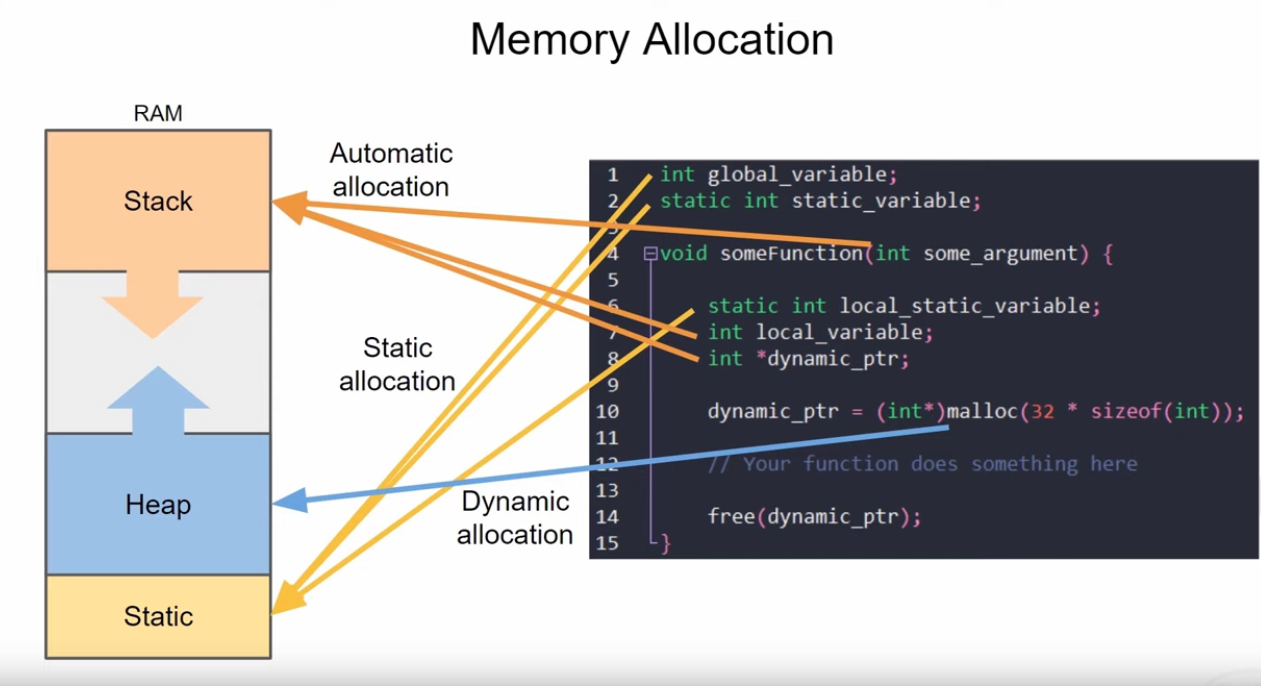 Memory Allocation
RAM
Stack
Heap
Static
Automatic
allocation
Static
allocation
Dynamic
allocation
1 int global_variable;
2 static int static_variable;
3
4 void someFunction(int some_argument) {
5
6 static int local_static_variable;
7 int local_variable;
8 int *dynamic_ptr;
9
10 dynamic_ptr = (int*)malloc(32 * sizeof(int));
11
12 // Your function does something here
13
14 free(dynamic_ptr);
15 }